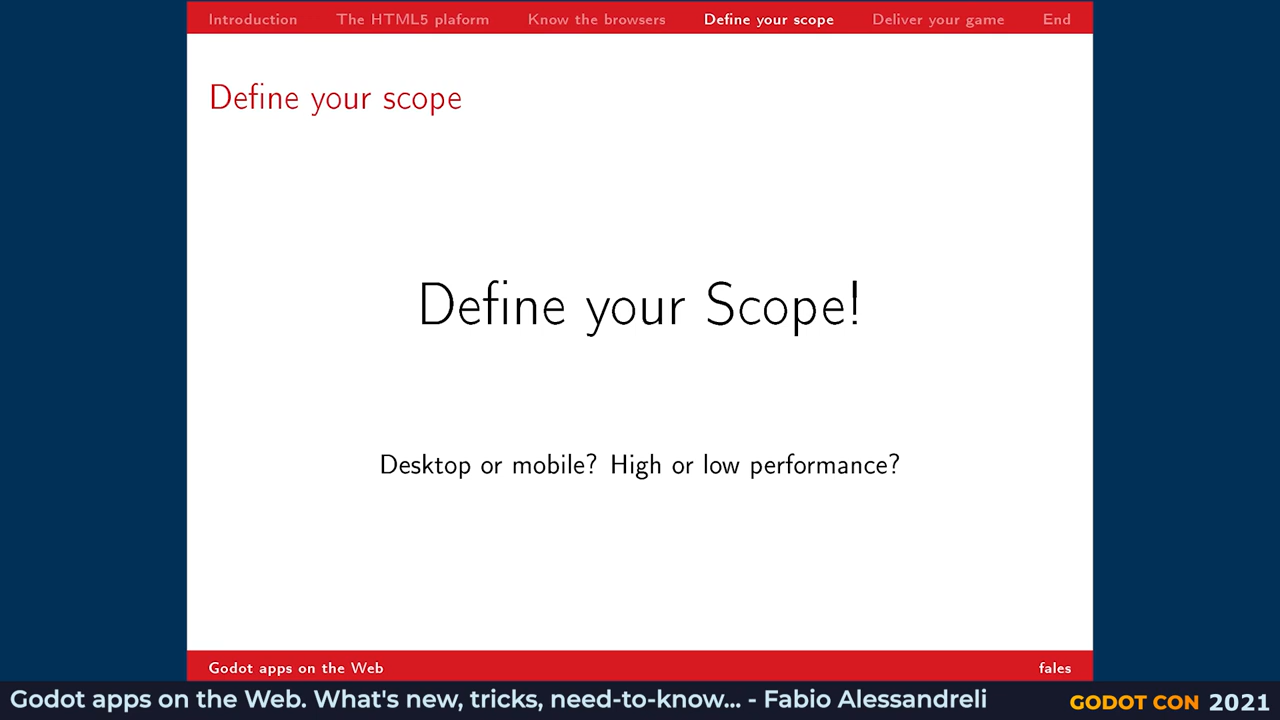 Introduction The HTML5 plaform Know the browsers Define your scope Deliver your game End
Define your scope
Define your Scope!
Desktop or mobile? High or low performance?
Godot apps on the Web fales
Godot apps on the Web. What's new, tricks, need-to-know... - Fabio Alessandreli GODOT CON 2021